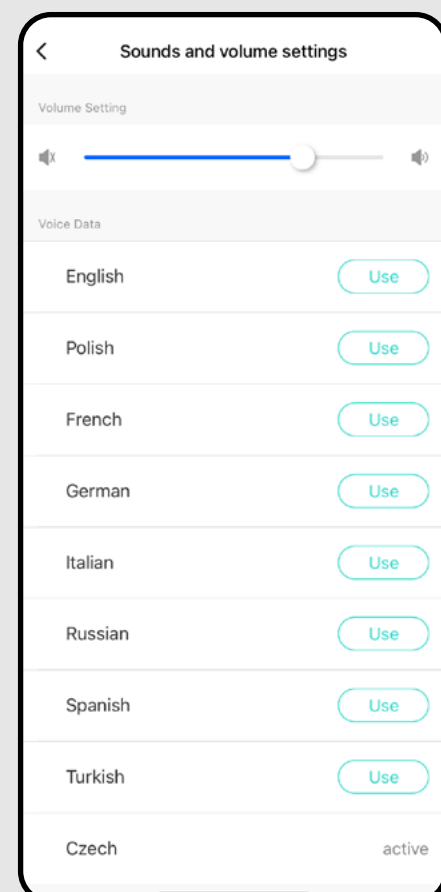 Sounds and volume settings
Volume Setting
Voice Data
English Use
Polish Use
French Use
German Use
Italian Use
Russian Use
Spanish Use
Turkish Use
Czech active